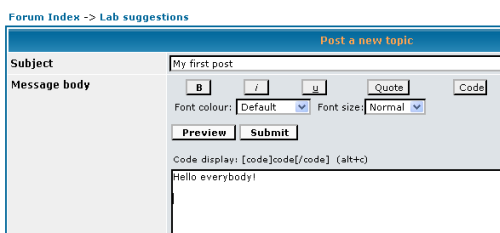 Forum Index -> Lab suggestions
Post a new topic
Subject My first post
Message body B i u Quote Code
Font colour: Default Font size: Normal
Preview Submit
Code display: [code]code[/code] (alt+c)
Hello everybody!